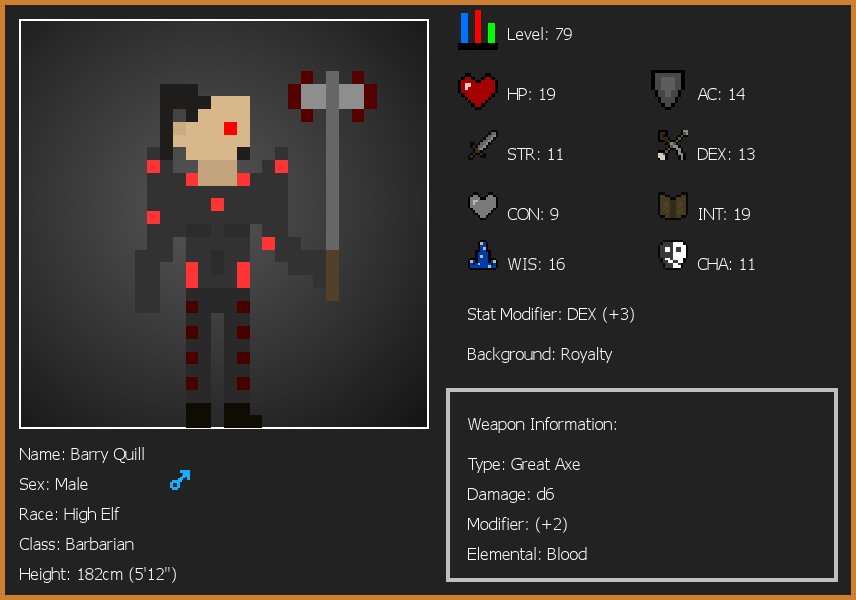 Level: 79
HP: 19
AC: 14
STR: 11
DEX: 13
CON: 9
INT: 19
WIS: 16
CHA: 11
Stat Modifier: DEX (+3)
Background: Royalty
Weapon Information:
Type: Great Axe
Damage: d6
Modifier: (+2)
Elemental: Blood
Name: Barry Quill
Sex: Male
Race: High Elf
Class: Barbarian
Height: 182cm (5'12")